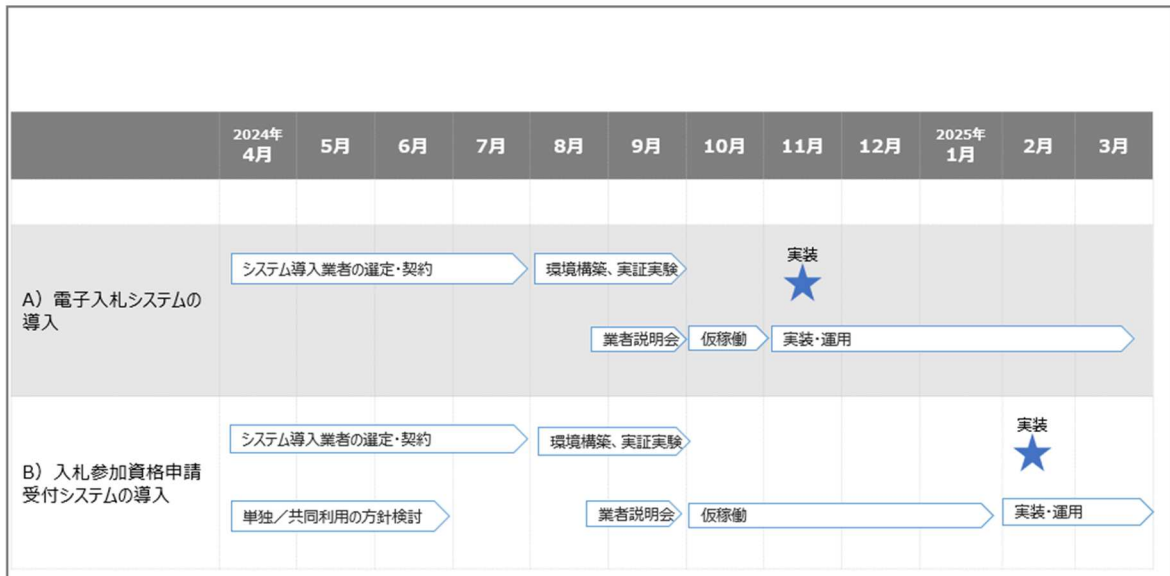 2024年
4月 5月 6月 7月 8月 9月 10月 11月 12月
2025年
1月 2月 3月
A）電子入札システムの
導入
システム導入業者の選定・契約
環境構築、実証実験
実装
業者説明会
仮稼働
実装・運用
B）入札参加資格申請
受付システムの導入
システム導入業者の選定・契約
環境構築、実証実験
実装
単独／共同利用の方針検討
業者説明会
仮稼働
実装・運用